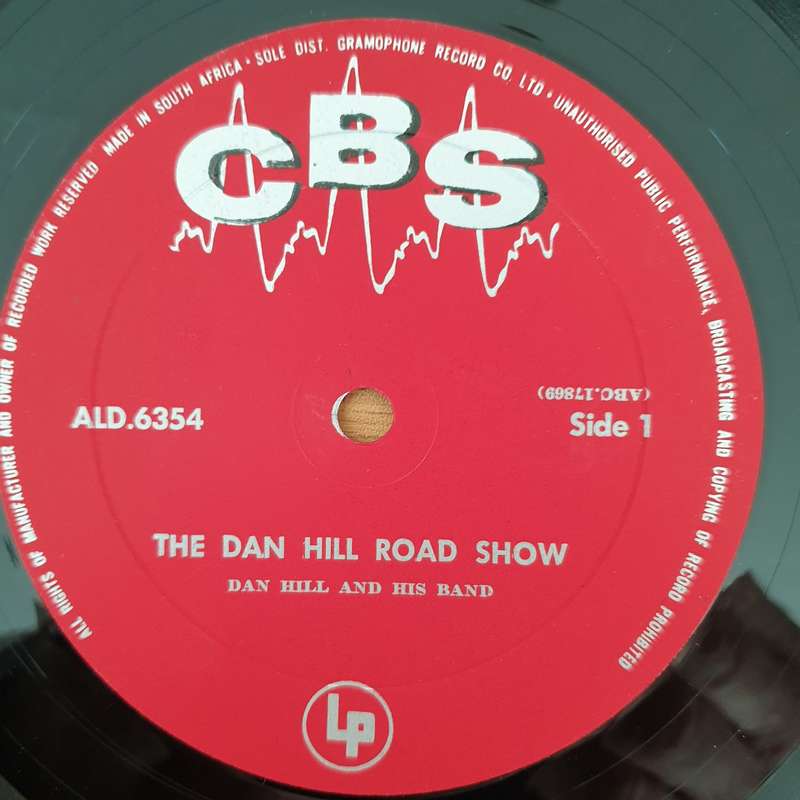 ALL RIGHTS OF MANUFACTURER AND OWNER OF RECORDED WORK RESERVED MADE IN SOUTH AFRICA · SOLE DIST. GRAMOPHONE RECORD CO. LTD · UNAUTHORISED PUBLIC PERFORMANCE, BROADCASTING AND COPYING OF RECORD PROHIBITED
CBS
(ABC.17869)
ALD.6354 Side 1
THE DAN HILL ROAD SHOW
DAN HILL AND HIS BAND
LP